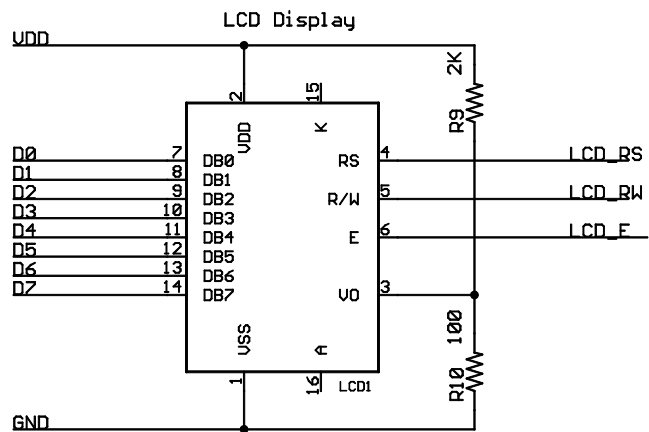 LCD Display
VDD
2K
R9
2
15
VDD
K
D0 7 DB0 RS 4 LCD_RS
D1 8 DB1
D2 9 DB2 R/W 5 LCD_RW
D3 10 DB3
D4 11 DB4 E 6 LCD_E
D5 12 DB5
D6 13 DB6
D7 14 DB7 VO 3
100
R10
VSS
A
1
16
LCD1
GND